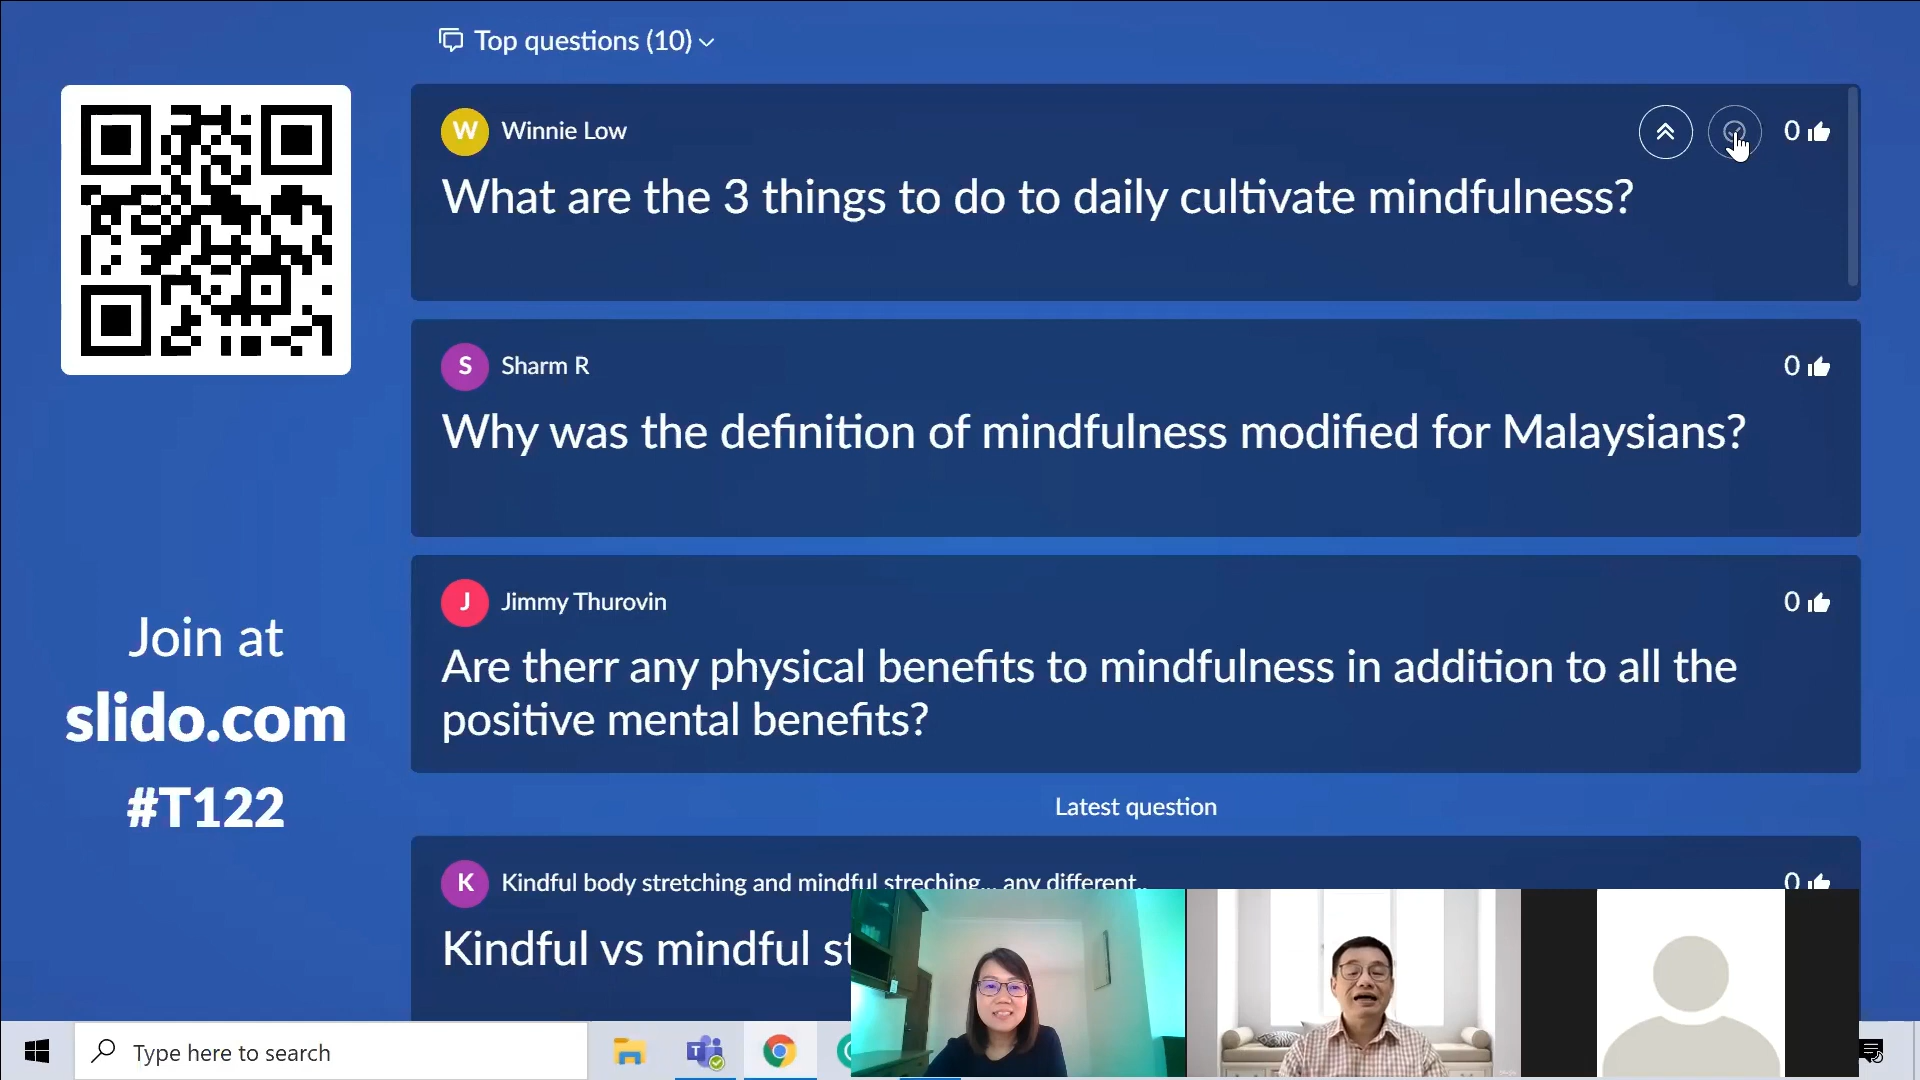 Top questions (10)
W Winnie Low
0
What are the 3 things to do to daily cultivate mindfulness?
S Sharm R
0
Why was the definition of mindfulness modified for Malaysians?
J Jimmy Thurovin
0
Are therr any physical benefits to mindfulness in addition to all the
positive mental benefits?
Join at
slido.com
#T122
Latest question
K Kindful body stretching and mindful streching... any different..
0
Kindful vs mindful
Type here to search